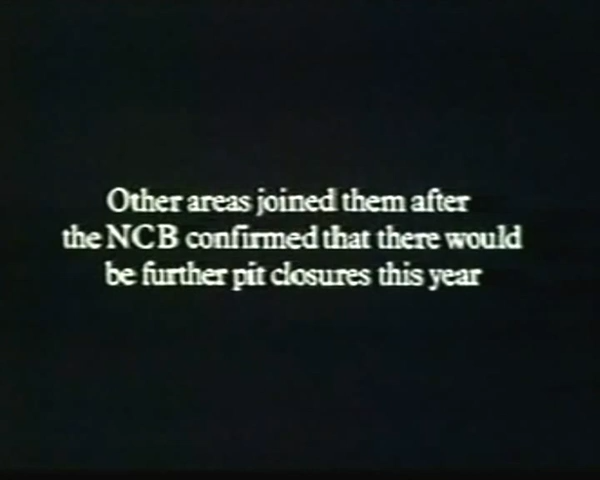 Other areas joined them after
the NCB confirmed that there would
be further pit closures this year